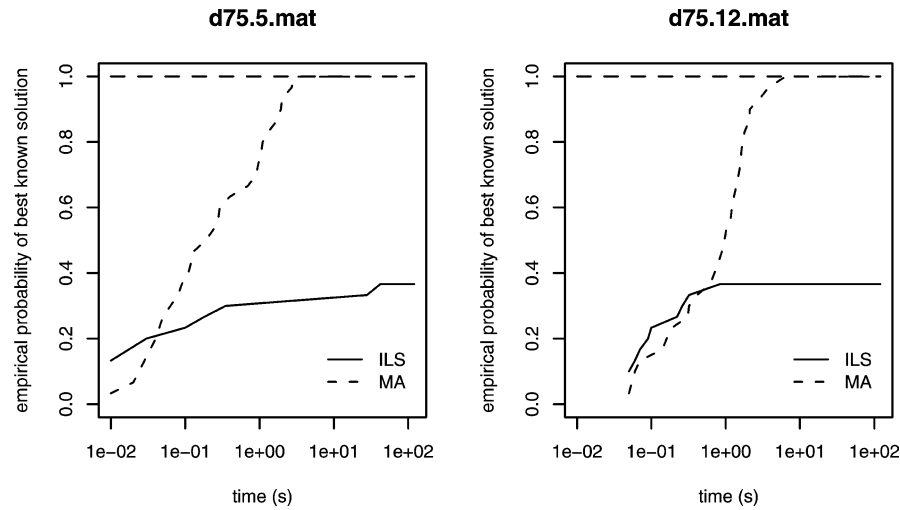 d75.5.mat
empirical probability of best known solution
1.0
0.8
0.6
0.4
0.2
0.0
ILS
MA
1e−02 1e−01 1e+00 1e+01 1e+02
time (s)
d75.12.mat
empirical probability of best known solution
1.0
0.8
0.6
0.4
0.2
0.0
ILS
MA
1e−02 1e−01 1e+00 1e+01 1e+02
time (s)